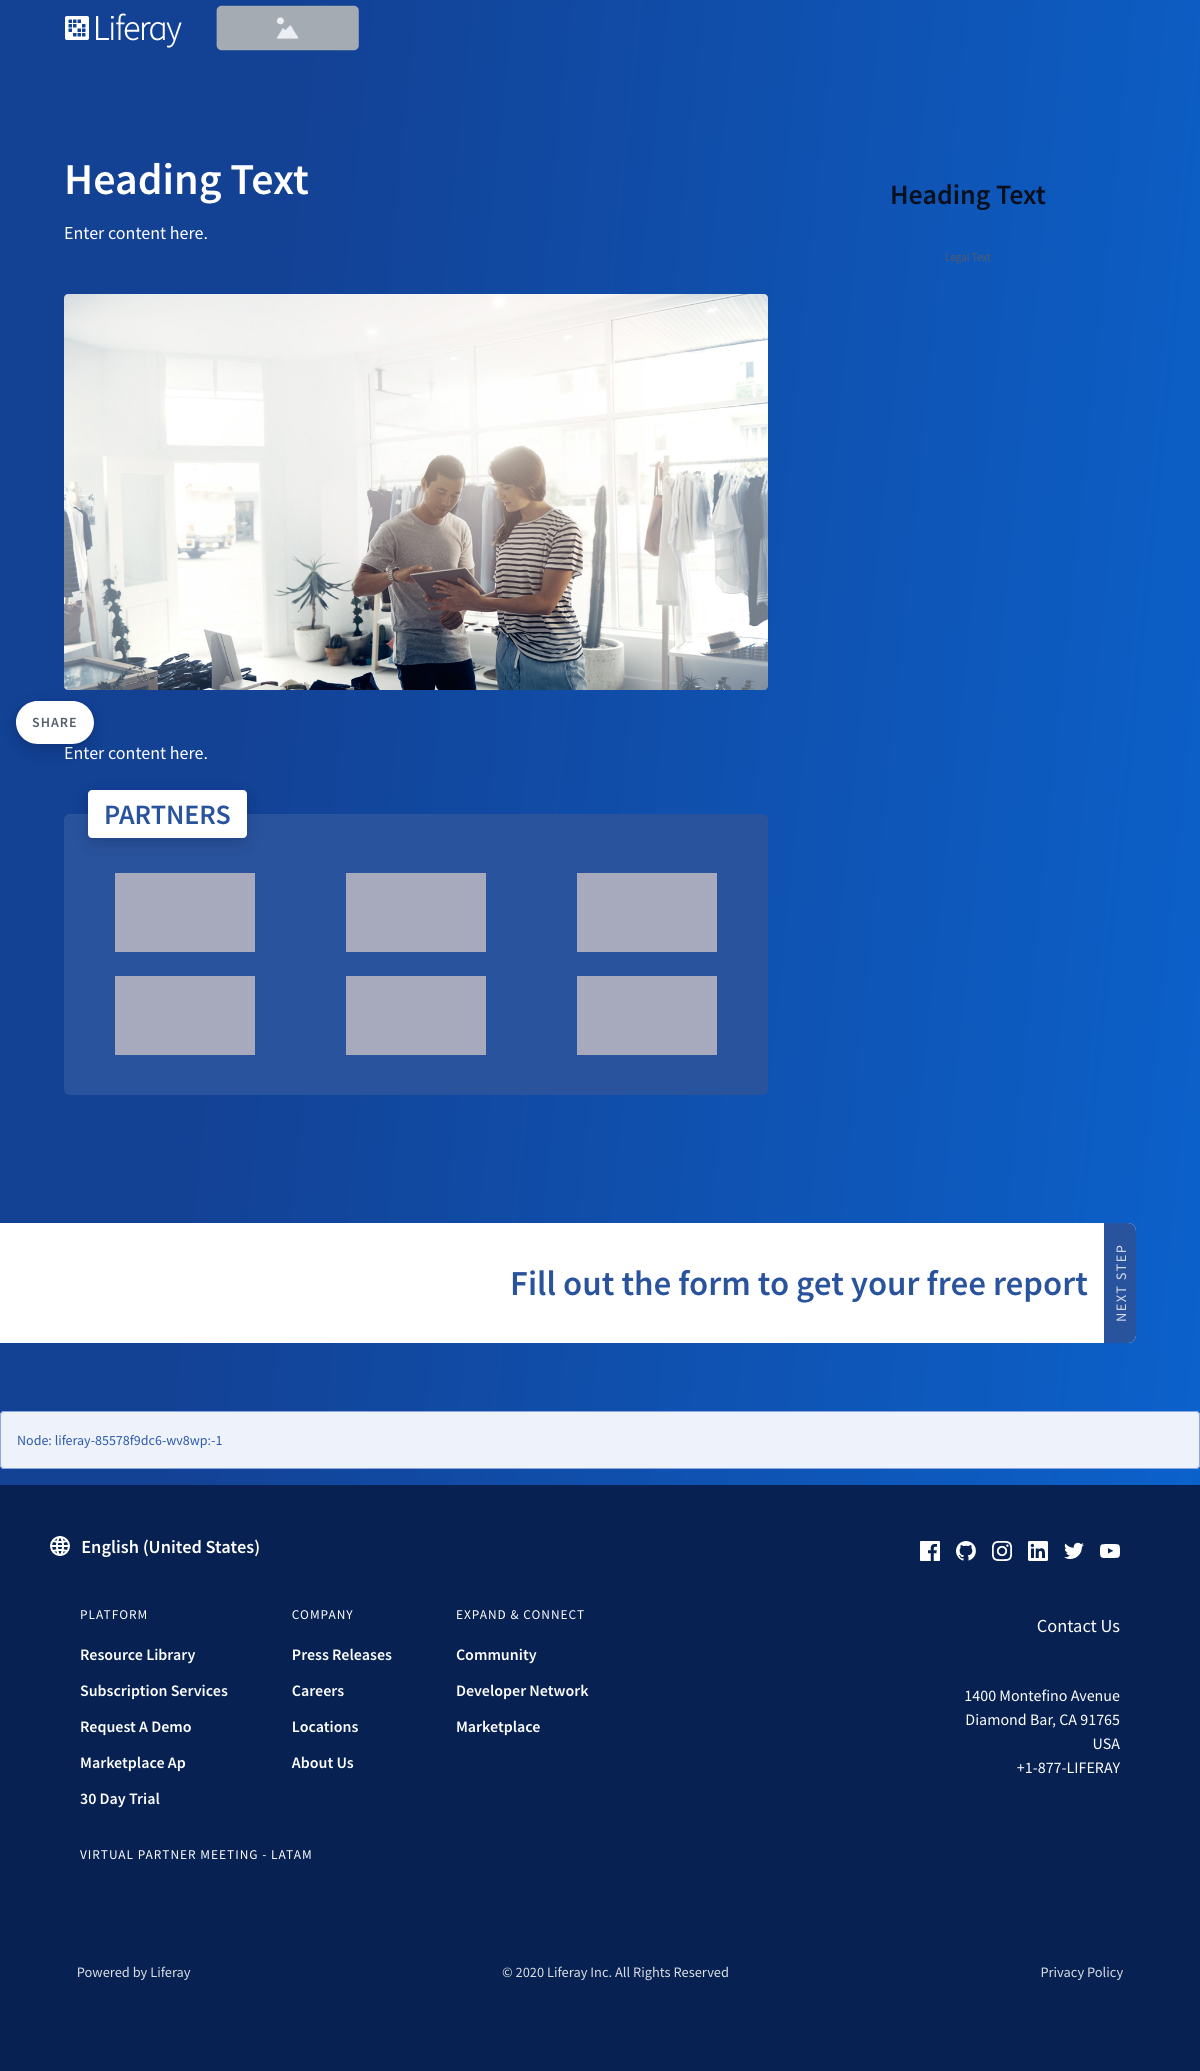 Liferay
Heading Text
Enter content here.
Heading Text
Legal Text
SHARE
Enter content here.
PARTNERS
Fill out the form to get your free report
NEXT STEP
Node: liferay-85578f9dc6-wv8wp:-1
English (United States)
PLATFORM
Resource Library
Subscription Services
Request A Demo
Marketplace Ap
30 Day Trial
COMPANY
Press Releases
Careers
Locations
About Us
EXPAND & CONNECT
Community
Developer Network
Marketplace
Contact Us
1400 Montefino Avenue
Diamond Bar, CA 91765
USA
+1-877-LIFERAY
VIRTUAL PARTNER MEETING - LATAM
Powered by Liferay
© 2020 Liferay Inc. All Rights Reserved
Privacy Policy